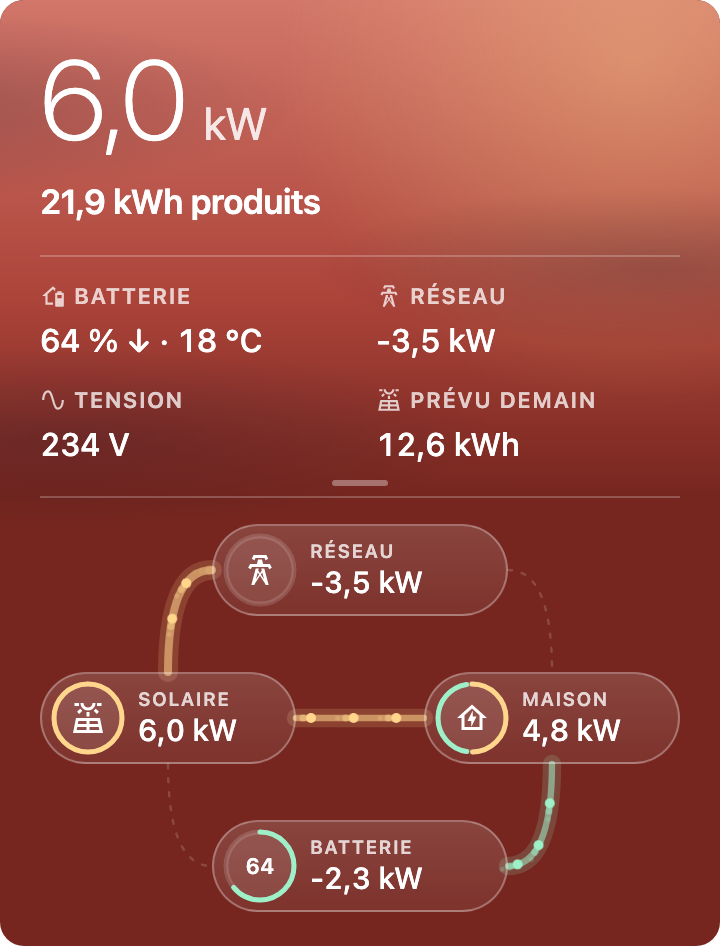 6,0 kW
21,9 kWh produits
BATTERIE
64 % ↓ · 18 °C
RÉSEAU
-3,5 kW
TENSION
234 V
PRÉVU DEMAIN
12,6 kWh
RÉSEAU
-3,5 kW
SOLAIRE
6,0 kW
MAISON
4,8 kW
64
BATTERIE
-2,3 kW